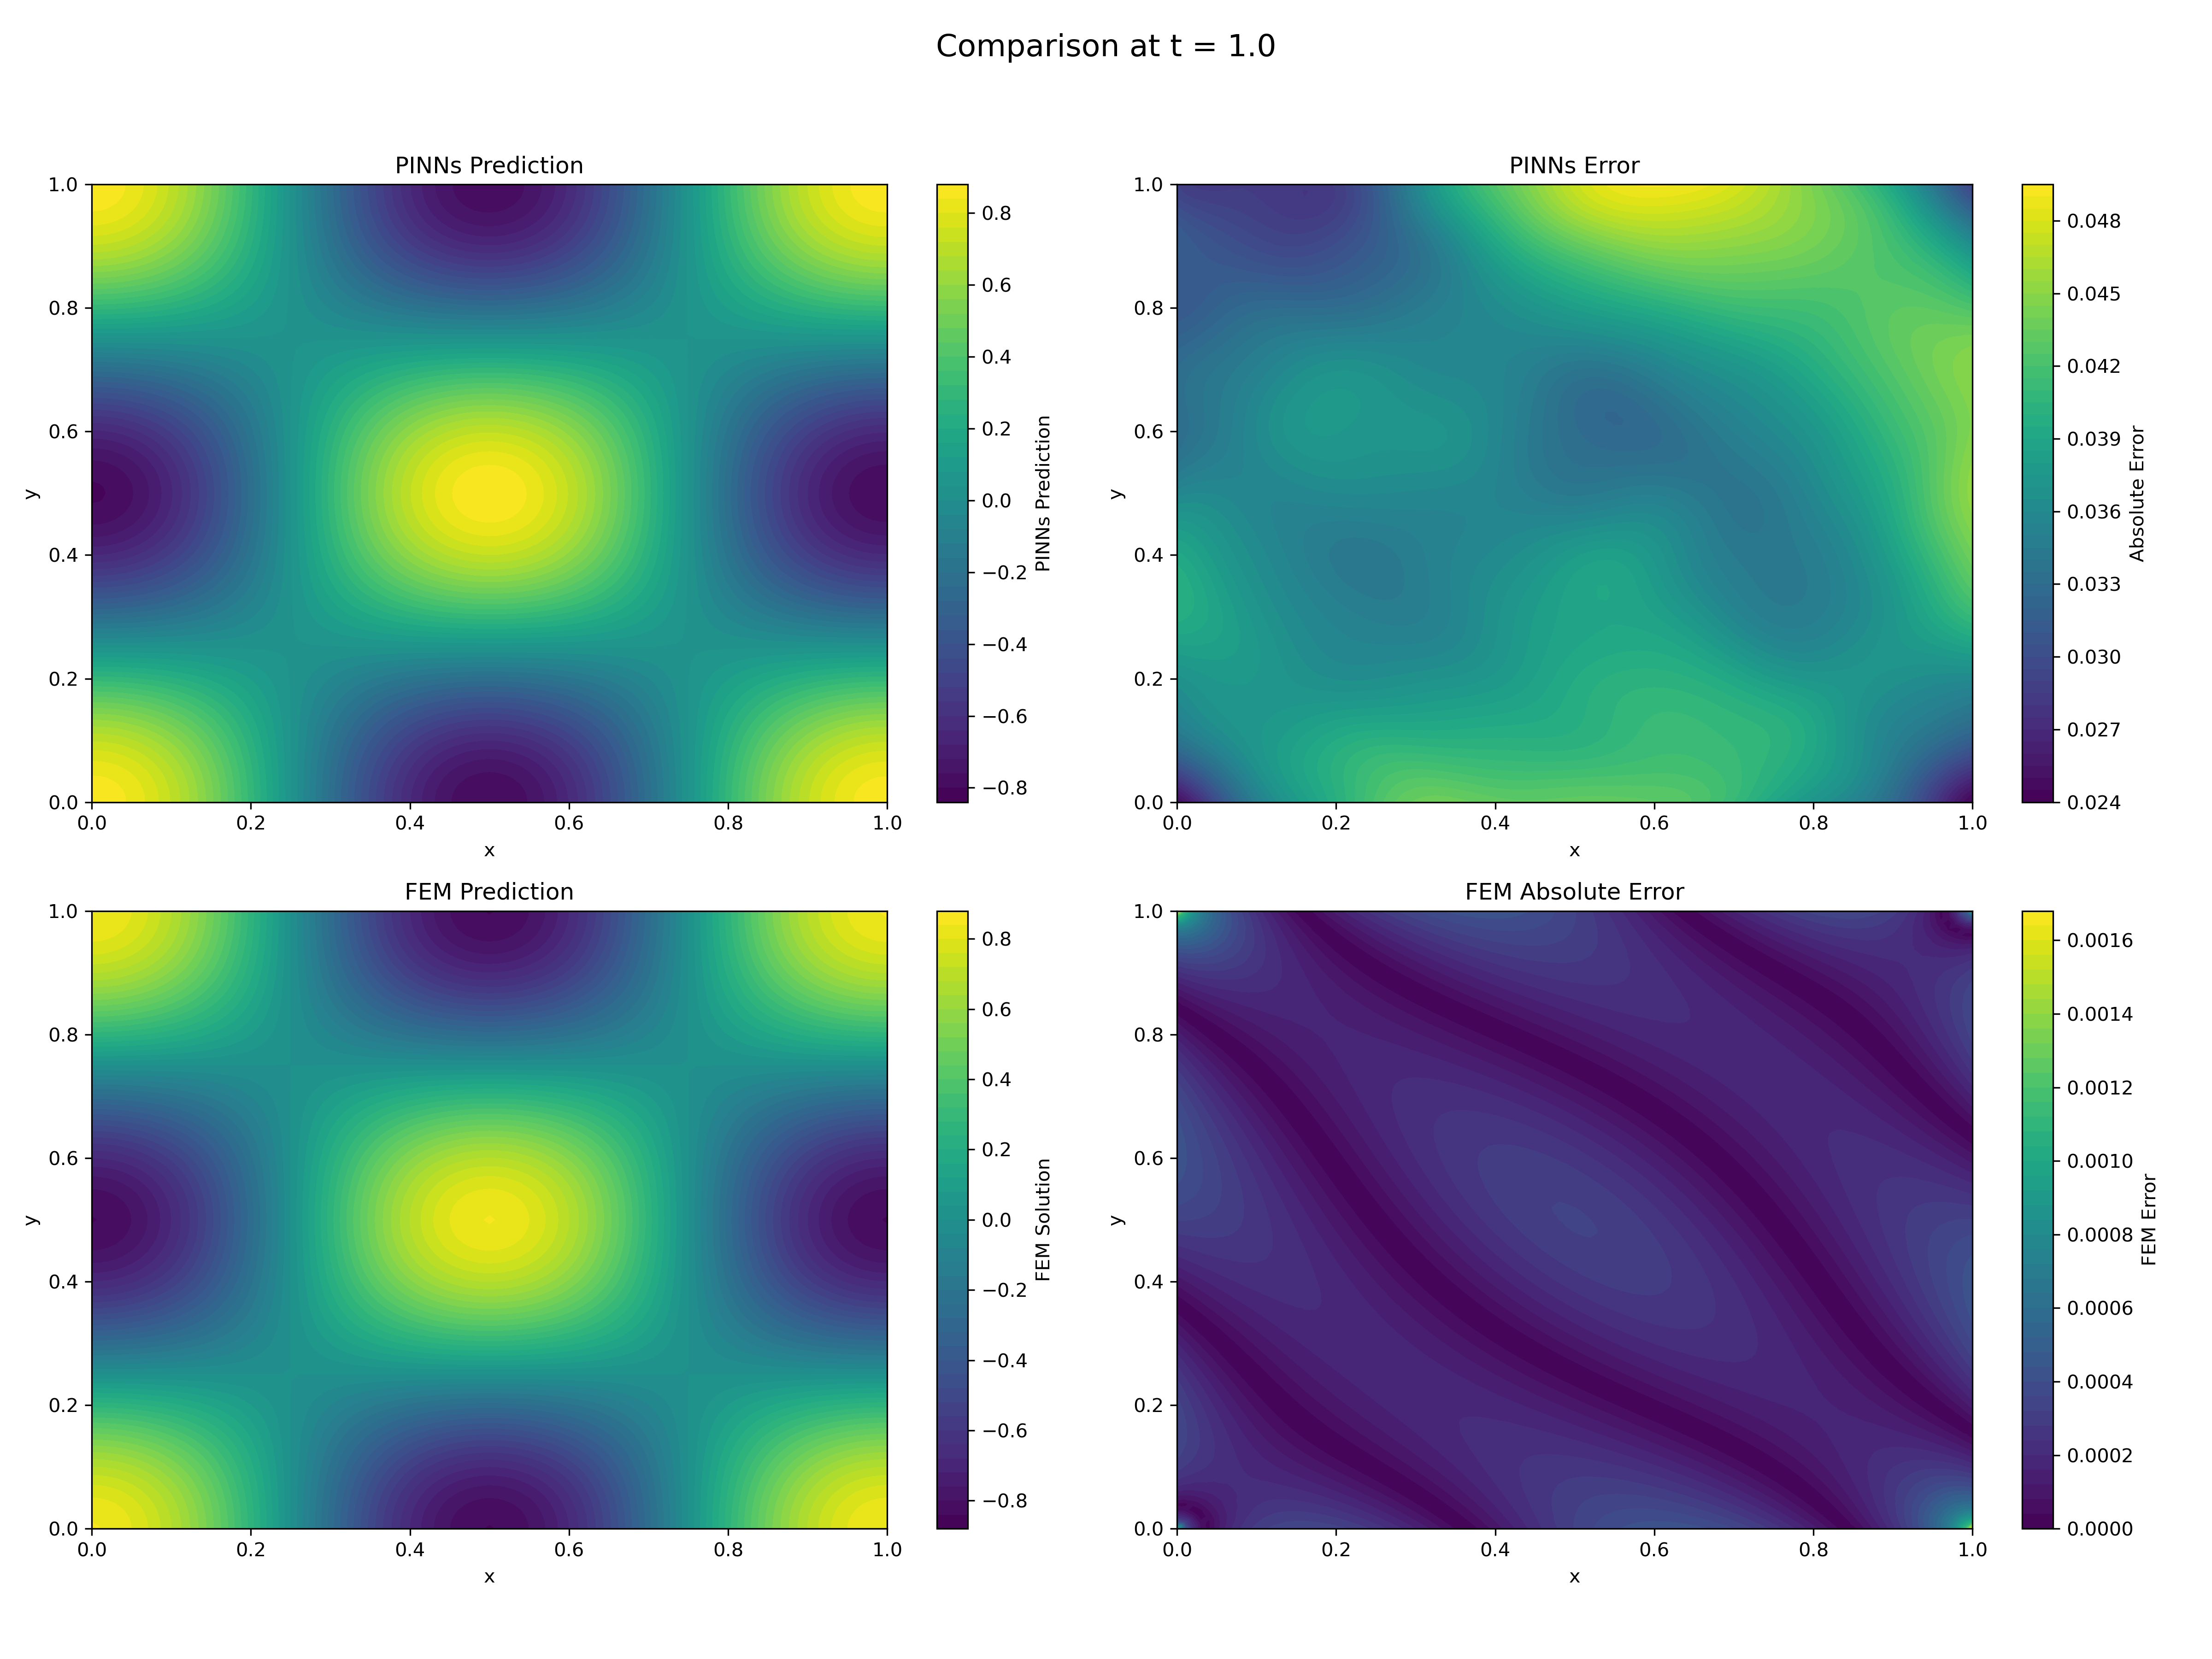 Comparison at t = 1.0
PINNs Prediction
1.0
0.8
0.6
0.4
0.2
0.0
y
0.0 0.2 0.4 0.6 0.8 1.0
x
0.8
0.6
0.4
0.2
0.0
−0.2
−0.4
−0.6
−0.8
PINNs Prediction
PINNs Error
1.0
0.8
0.6
0.4
0.2
0.0
y
0.0 0.2 0.4 0.6 0.8 1.0
x
0.048
0.045
0.042
0.039
0.036
0.033
0.030
0.027
0.024
Absolute Error
FEM Prediction
1.0
0.8
0.6
0.4
0.2
0.0
y
0.0 0.2 0.4 0.6 0.8 1.0
x
0.8
0.6
0.4
0.2
0.0
−0.2
−0.4
−0.6
−0.8
FEM Solution
FEM Absolute Error
1.0
0.8
0.6
0.4
0.2
0.0
y
0.0 0.2 0.4 0.6 0.8 1.0
x
0.0016
0.0014
0.0012
0.0010
0.0008
0.0006
0.0004
0.0002
0.0000
FEM Error